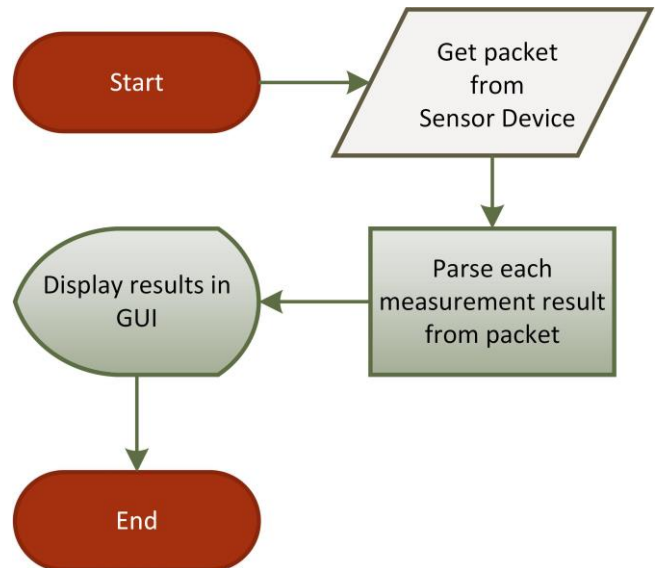 Start
Get packet
from
Sensor Device
Parse each
measurement result
from packet
Display results in
GUI
End